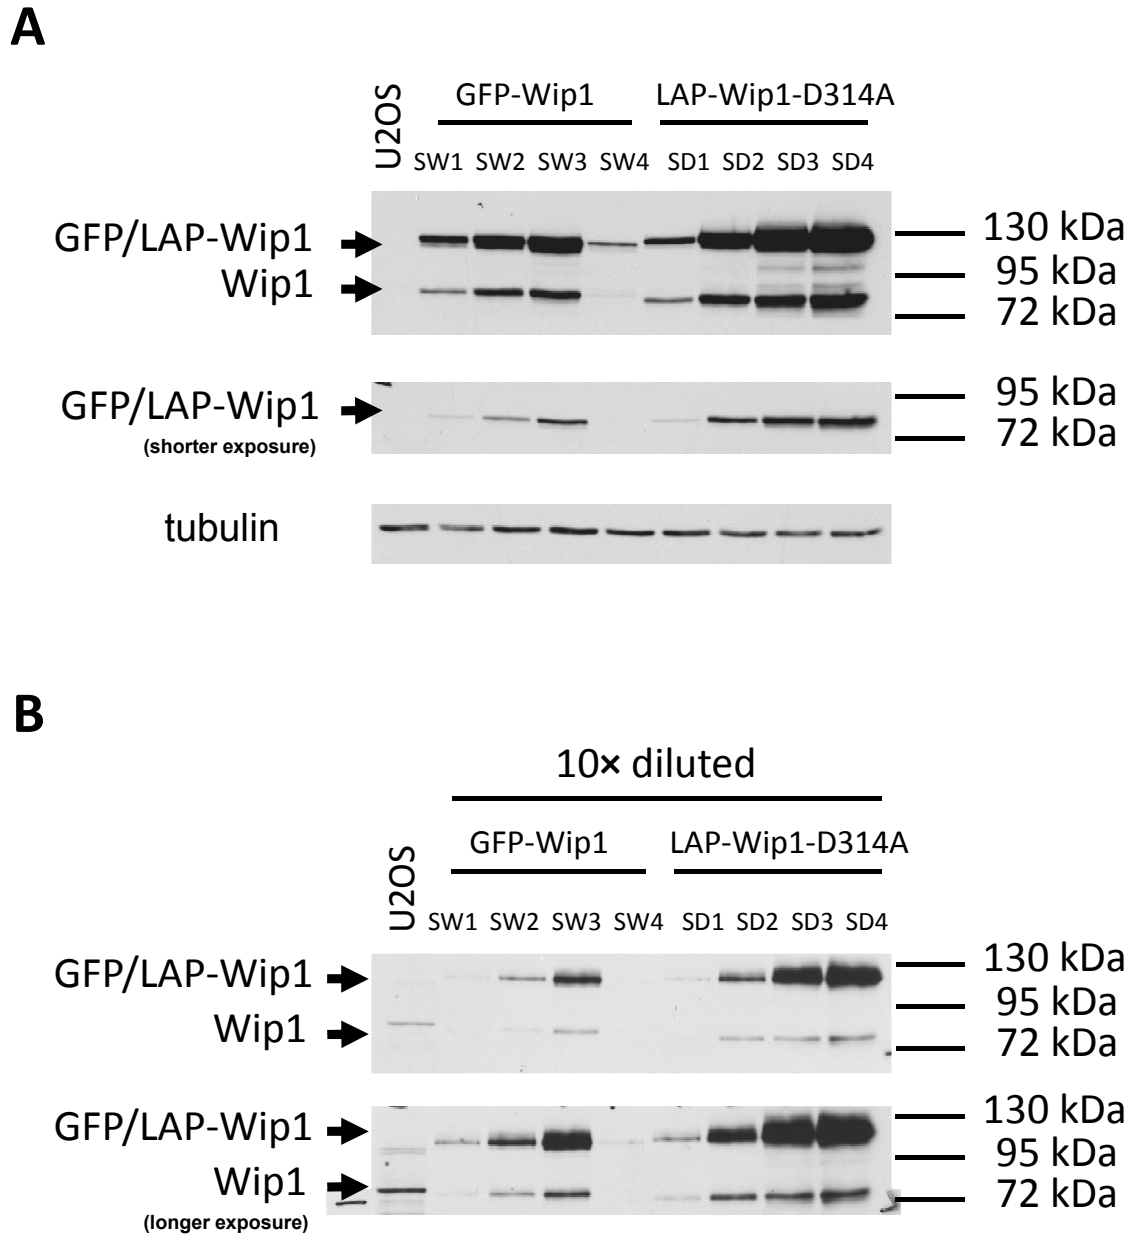 A
U2OS
GFP-Wip1 LAP-Wip1-D314A
SW1 SW2 SW3 SW4 SD1 SD2 SD3 SD4
GFP/LAP-Wip1
Wip1
130 kDa
95 kDa
72 kDa
GFP/LAP-Wip1
(shorter exposure)
95 kDa
72 kDa
tubulin
B
10× diluted
U2OS
GFP-Wip1 LAP-Wip1-D314A
SW1 SW2 SW3 SW4 SD1 SD2 SD3 SD4
GFP/LAP-Wip1
Wip1
130 kDa
95 kDa
72 kDa
GFP/LAP-Wip1
Wip1
(longer exposure)
130 kDa
95 kDa
72 kDa